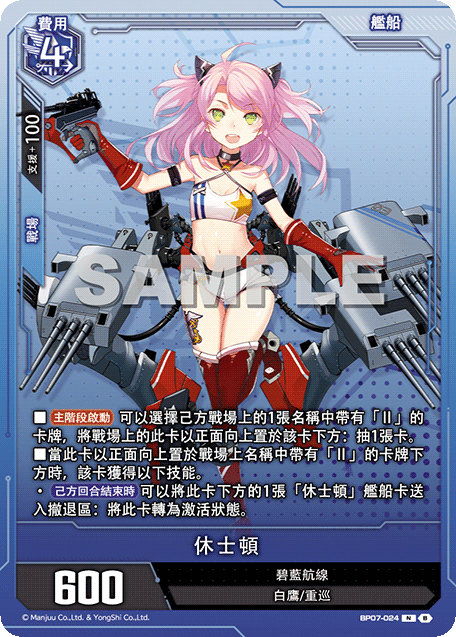 費用
艦船
4
支援+100
戰場
SAMPLE
■ 主階段啟動 可以選擇己方戰場上的1張名稱中帶有「II」的
卡牌，將戰場上的此卡以正面向上置於該卡下方：抽1張卡。
■當此卡以正面向上置於戰場上名稱中帶有「II」的卡牌下
方時，該卡獲得以下技能。
・ 己方回合結束時 可以將此卡下方的1張「休士頓」艦船卡送
入撤退區：將此卡轉為激活狀態。
休士頓
600
碧藍航線
白鷹/重巡
© Manjuu Co.,Ltd. & YongShi Co.,Ltd.
BP07-024 N B